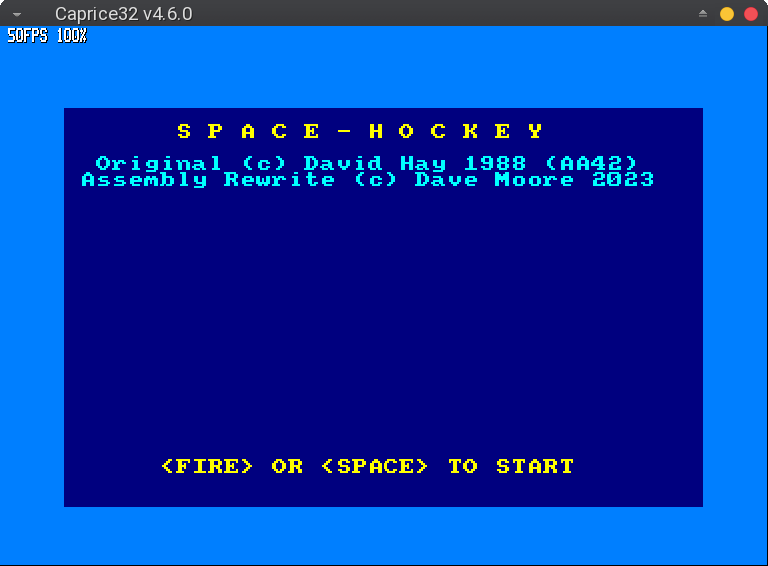 Caprice32 v4.6.0
50FPS 100%
S P A C E - H O C K E Y
Original (c) David Hay 1988 (AA42)
Assembly Rewrite (c) Dave Moore 2023
<FIRE> OR <SPACE> TO START